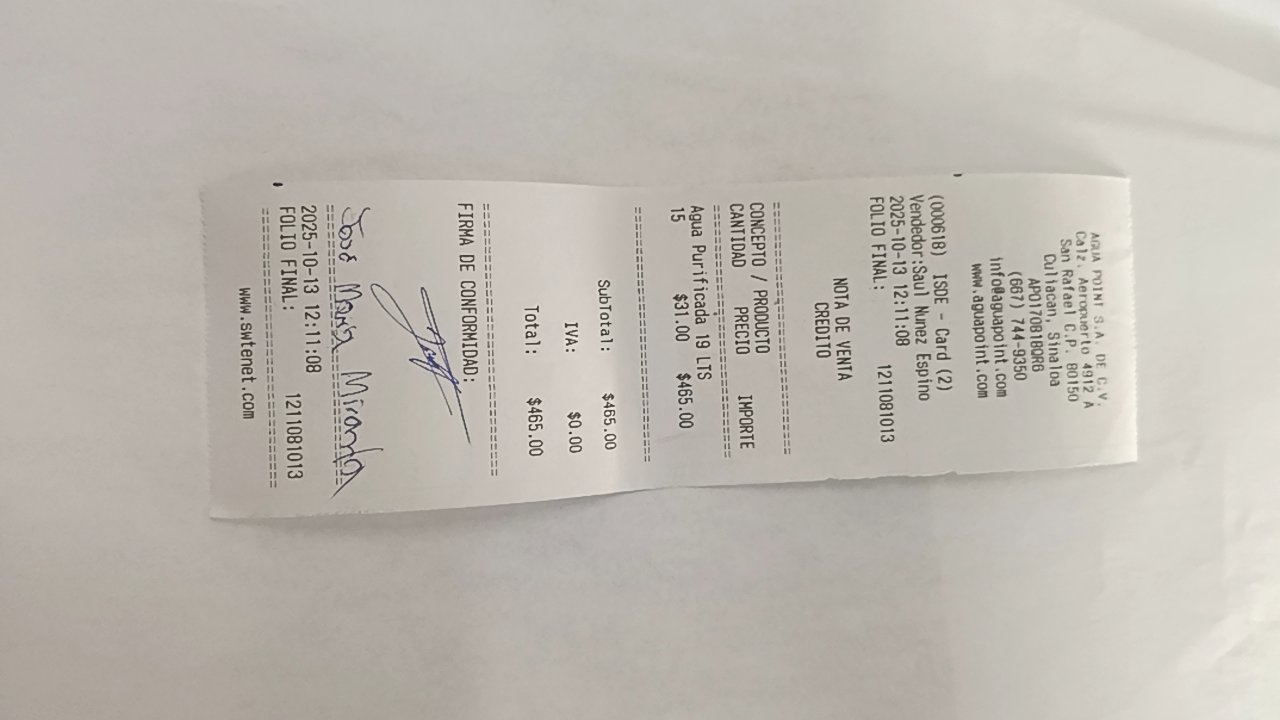 AGUA POINT S.A. DE C.V.
Calz. Aeropuerto 4912 A
San Rafael C.P. 80150
Culiacan, Sinaloa
APO170818QR6
(667) 744-9350
info@aguapoint.com
www.aguapoint.com
(000618) ISDE - Card (2)
Vendedor:Saul Nunez Espino
2025-10-13 12:11:08
FOLIO FINAL: 1211081013
NOTA DE VENTA
CREDITO
CONCEPTO / PRODUCTO
CANTIDAD PRECIO IMPORTE
Agua Purificada 19 LTS
15 $31.00 $465.00
SubTotal: $465.00
IVA: $0.00
Total: $465.00
FIRMA DE CONFORMIDAD:
José Maria Miranda
2025-10-13 12:11:08
FOLIO FINAL: 1211081013
www.swtenet.com